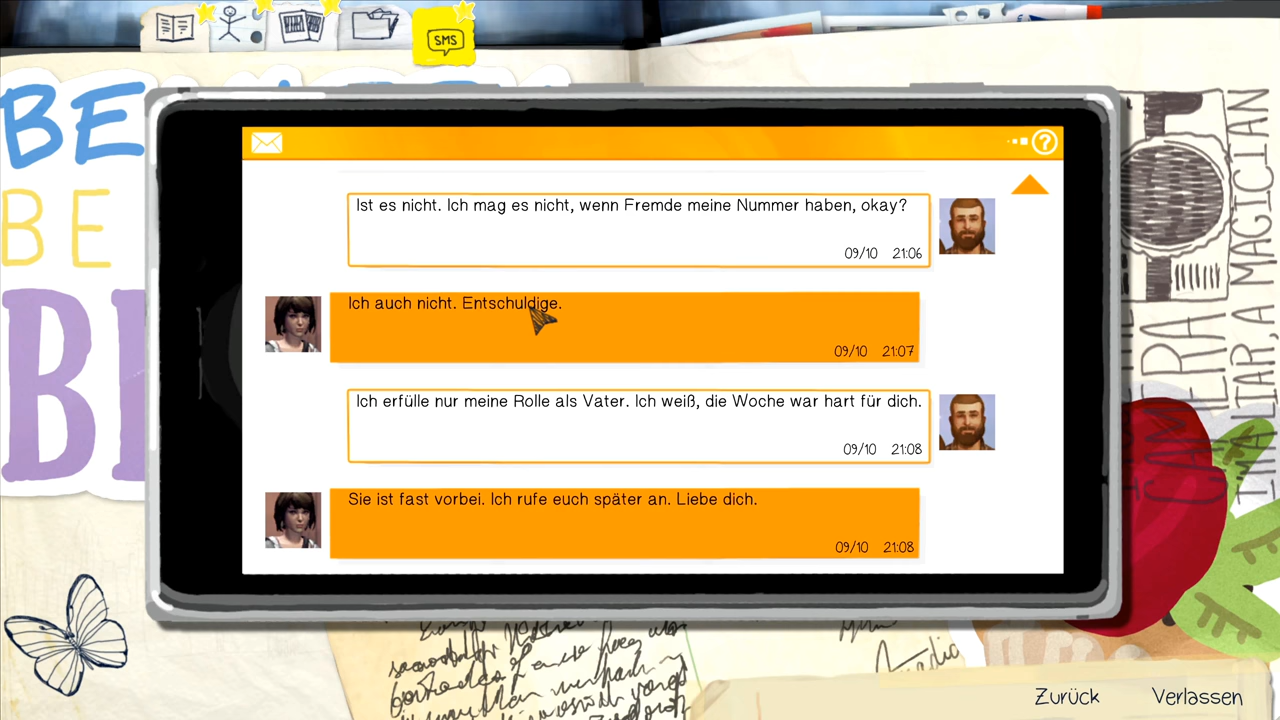 SMS
BE
BE
Ist es nicht. Ich mag es nicht, wenn Fremde meine Nummer haben, okay?
09/10 21:06
Ich auch nicht. Entschuldige.
09/10 21:07
Ich erfülle nur meine Rolle als Vater. Ich weiß, die Woche war hart für dich.
09/10 21:08
Sie ist fast vorbei. Ich rufe euch später an. Liebe dich.
09/10 21:08
CAMERA
I'M A LIAR, A MAGICIAN
Zurück Verlassen